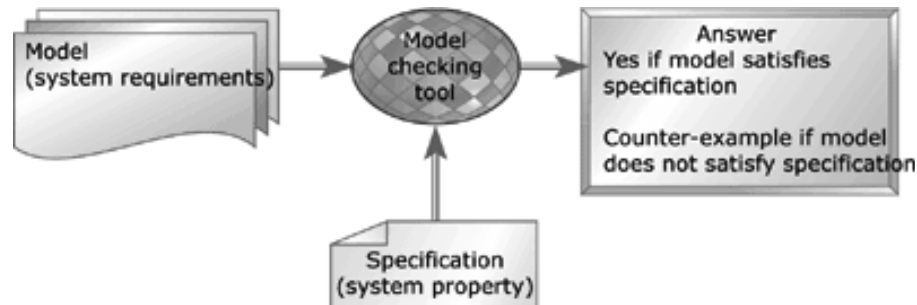 Model
(system requirements)
Model
checking
tool
Answer
Yes if model satisfies
specification
Counter-example if model
does not satisfy specification
Specification
(system property)